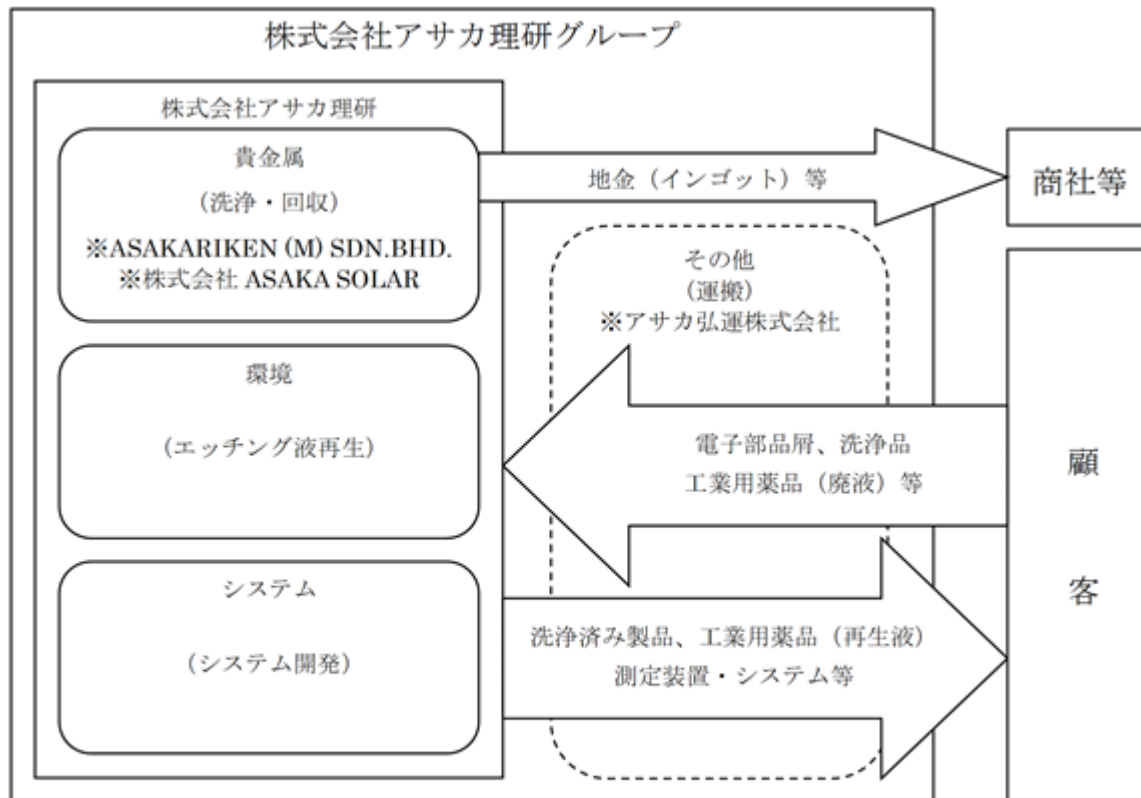 株式会社アサカ理研グループ
株式会社アサカ理研
貴金属
(洗浄・回収)
※ASAKARIKEN (M) SDN.BHD.
※株式会社 ASAKA SOLAR
地金（インゴット）等
商社等
その他
(運搬)
※アサカ弘運株式会社
環境
(エッチング液再生)
電子部品屑、洗浄品
工業用薬品（廃液）等
顧
客
システム
(システム開発)
洗浄済み製品、工業用薬品（再生液）
測定装置・システム等